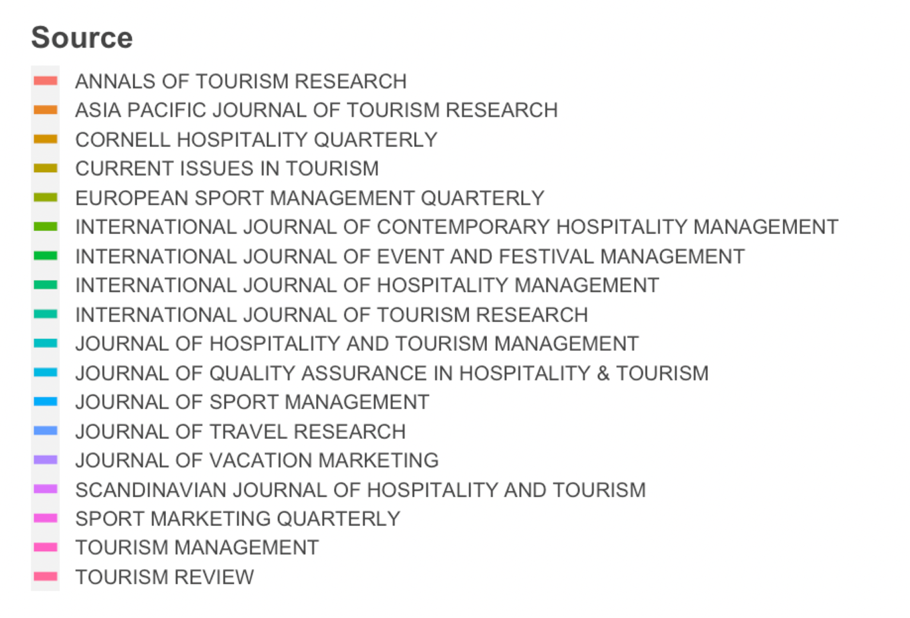 Source
ANNALS OF TOURISM RESEARCH
ASIA PACIFIC JOURNAL OF TOURISM RESEARCH
CORNELL HOSPITALITY QUARTERLY
CURRENT ISSUES IN TOURISM
EUROPEAN SPORT MANAGEMENT QUARTERLY
INTERNATIONAL JOURNAL OF CONTEMPORARY HOSPITALITY MANAGEMENT
INTERNATIONAL JOURNAL OF EVENT AND FESTIVAL MANAGEMENT
INTERNATIONAL JOURNAL OF HOSPITALITY MANAGEMENT
INTERNATIONAL JOURNAL OF TOURISM RESEARCH
JOURNAL OF HOSPITALITY AND TOURISM MANAGEMENT
JOURNAL OF QUALITY ASSURANCE IN HOSPITALITY & TOURISM
JOURNAL OF SPORT MANAGEMENT
JOURNAL OF TRAVEL RESEARCH
JOURNAL OF VACATION MARKETING
SCANDINAVIAN JOURNAL OF HOSPITALITY AND TOURISM
SPORT MARKETING QUARTERLY
TOURISM MANAGEMENT
TOURISM REVIEW